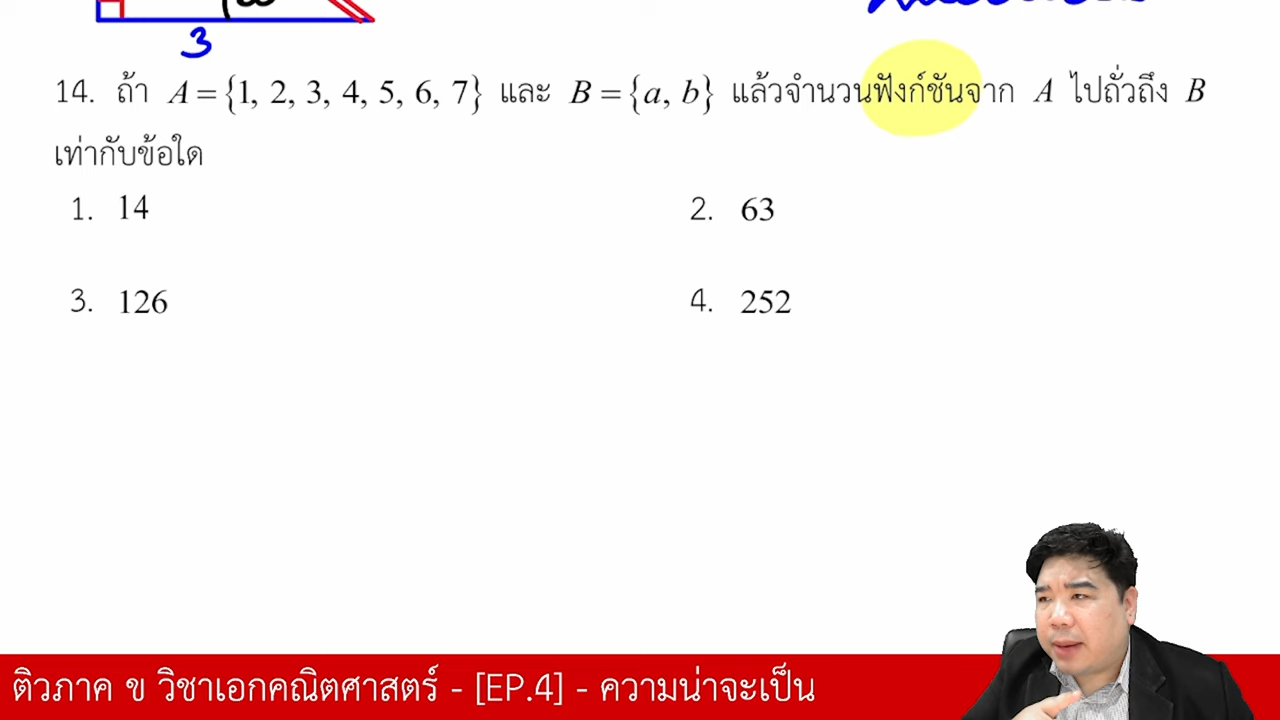 3
14. ถ้า A = {1, 2, 3, 4, 5, 6, 7} และ B = {a, b} แล้วจำนวนฟังก์ชันจาก A ไปถั่วถึง B
เท่ากับข้อใด
1. 14 2. 63
3. 126 4. 252
ติวภาค ข วิชาเอกคณิตศาสตร์ - [EP.4] - ความน่าจะเป็น